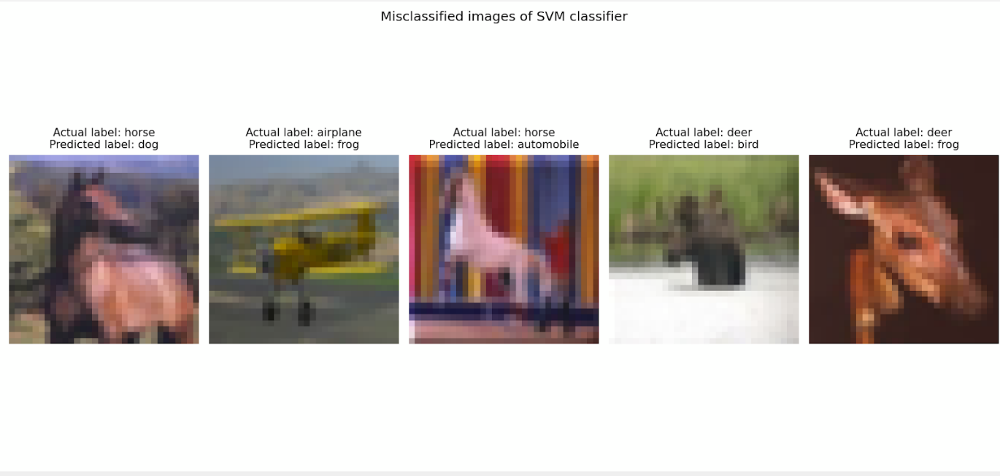 Misclassified images of SVM classifier
Actual label: horse
Predicted label: dog
Actual label: airplane
Predicted label: frog
Actual label: horse
Predicted label: automobile
Actual label: deer
Predicted label: bird
Actual label: deer
Predicted label: frog